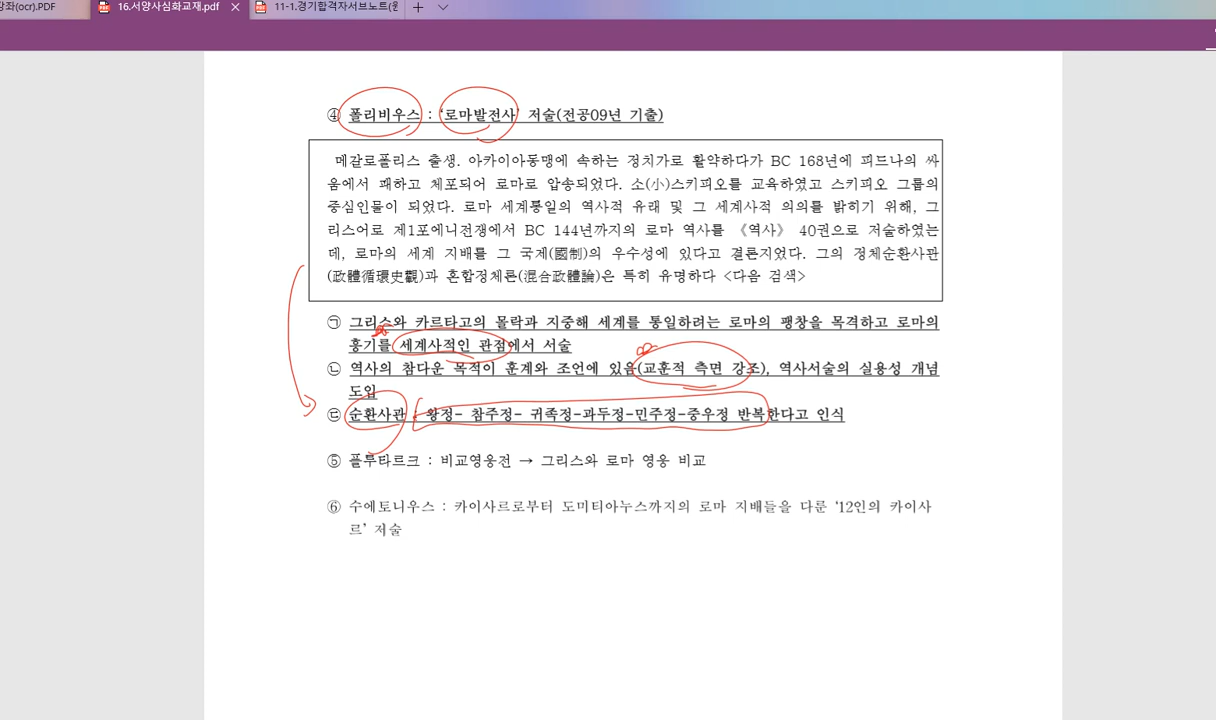 강좌(ocr).PDF
16.서양사심화교재.pdf
11-1.경기합격자서브노트(원
④ 폴리비우스 : ‘로마발전사’ 저술(전공09년 기출)
메갈로폴리스 출생. 아카이아동맹에 속하는 정치가로 활약하다가 BC 168년에 피드나의 싸
움에서 패하고 체포되어 로마로 압송되었다. 소(小)스키피오를 교육하였고 스키피오 그룹의
중심인물이 되었다. 로마 세계통일의 역사적 유래 및 그 세계사적 의의를 밝히기 위해, 그
리스어로 제1포에니전쟁에서 BC 144년까지의 로마 역사를 《역사》 40권으로 저술하였는
데, 로마의 세계 지배를 그 국제(國制)의 우수성에 있다고 결론지었다. 그의 정체순환사관
(政體循環史觀)과 혼합정체론(混合政體論)은 특히 유명하다 <다음 검색>
㉠ 그리스와 카르타고의 몰락과 지중해 세계를 통일하려는 로마의 팽창을 목격하고 로마의
흥기를 세계사적인 관점에서 서술
㉡ 역사의 참다운 목적이 훈계와 조언에 있음(교훈적 측면 강조), 역사서술의 실용성 개념
도입
㉢ 순환사관 : 왕정- 참주정- 귀족정-과두정-민주정-중우정 반복한다고 인식
⑤ 플루타르크 : 비교영웅전 → 그리스와 로마 영웅 비교
⑥ 수에토니우스 : 카이사르로부터 도미티아누스까지의 로마 지배들을 다룬 ‘12인의 카이사
르’ 저술